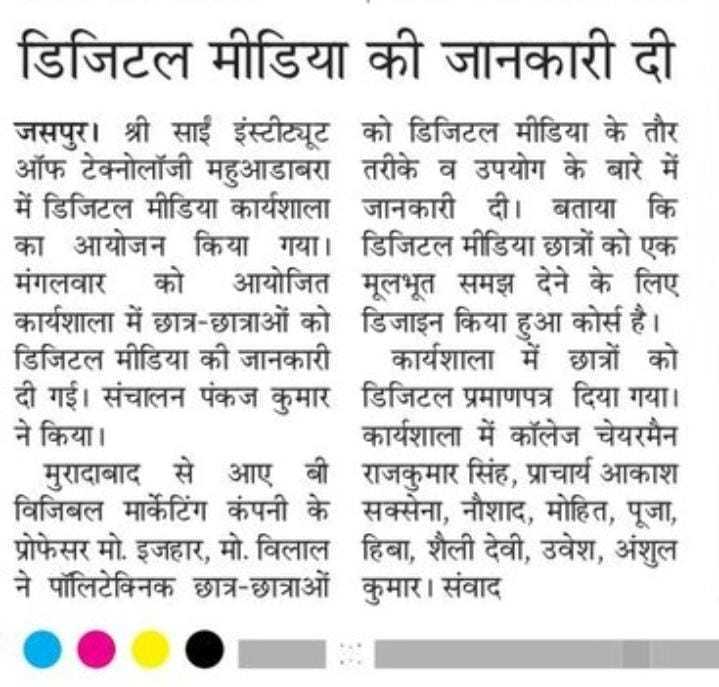 डिजिटल मीडिया की जानकारी दी
जसपुर। श्री साईं इंस्टीट्यूट
ऑफ टेक्नोलॉजी महुआडाबरा
में डिजिटल मीडिया कार्यशाला
का आयोजन किया गया।
मंगलवार को आयोजित
कार्यशाला में छात्र-छात्राओं को
डिजिटल मीडिया की जानकारी
दी गई। संचालन पंकज कुमार
ने किया।
मुरादाबाद से आए बी
विजिबल मार्केटिंग कंपनी के
प्रोफेसर मो. इजहार, मो. विलाल
ने पॉलिटेक्निक छात्र-छात्राओं
को डिजिटल मीडिया के तौर
तरीके व उपयोग के बारे में
जानकारी दी। बताया कि
डिजिटल मीडिया छात्रों को एक
मूलभूत समझ देने के लिए
डिजाइन किया हुआ कोर्स है।
कार्यशाला में छात्रों को
डिजिटल प्रमाणपत्र दिया गया।
कार्यशाला में कॉलेज चेयरमैन
राजकुमार सिंह, प्राचार्य आकाश
सक्सेना, नौशाद, मोहित, पूजा,
हिबा, शैली देवी, उवेश, अंशुल
कुमार। संवाद